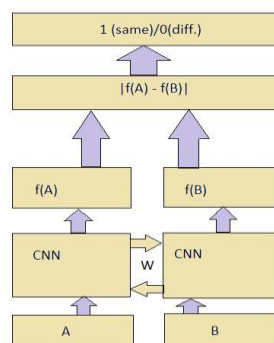 1 (same)/0(diff.)
|f(A) - f(B)|
f(A)
f(B)
CNN
W
CNN
A
B